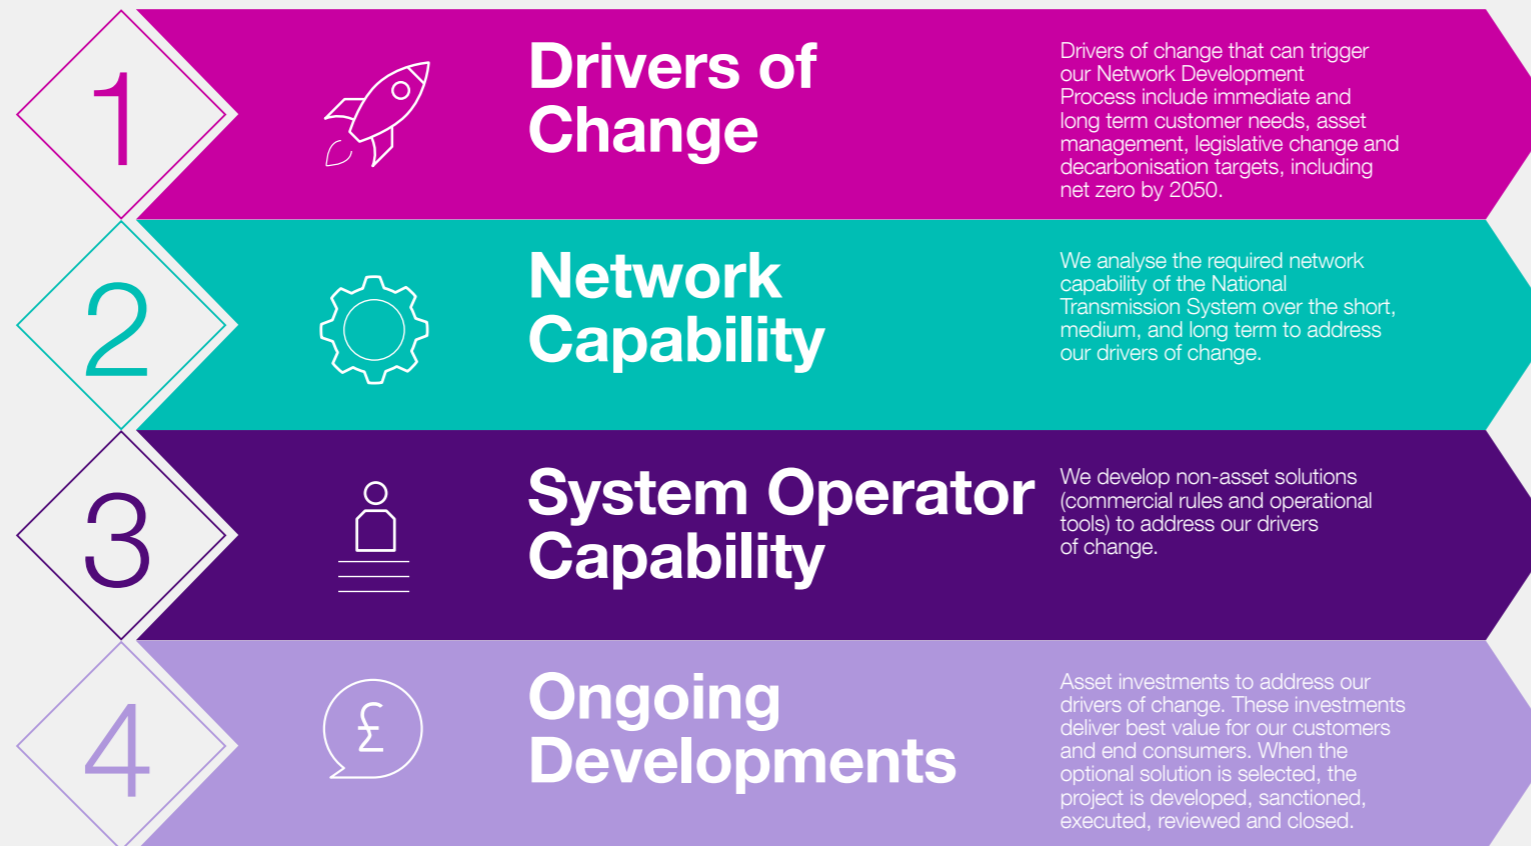 1
Drivers of
Change
Drivers of change that can trigger
our Network Development
Process include immediate and
long term customer needs, asset
management, legislative change and
decarbonisation targets, including
net zero by 2050.
2
Network
Capability
We analyse the required network
capability of the National
Transmission System over the short,
medium, and long term to address
our drivers of change.
3
System Operator
Capability
We develop non-asset solutions
(commercial rules and operational
tools) to address our drivers
of change.
4
£
Ongoing
Developments
Asset investments to address our
drivers of change. These investments
deliver best value for our customers
and end consumers. When the
optional solution is selected, the
project is developed, sanctioned,
executed, reviewed and closed.